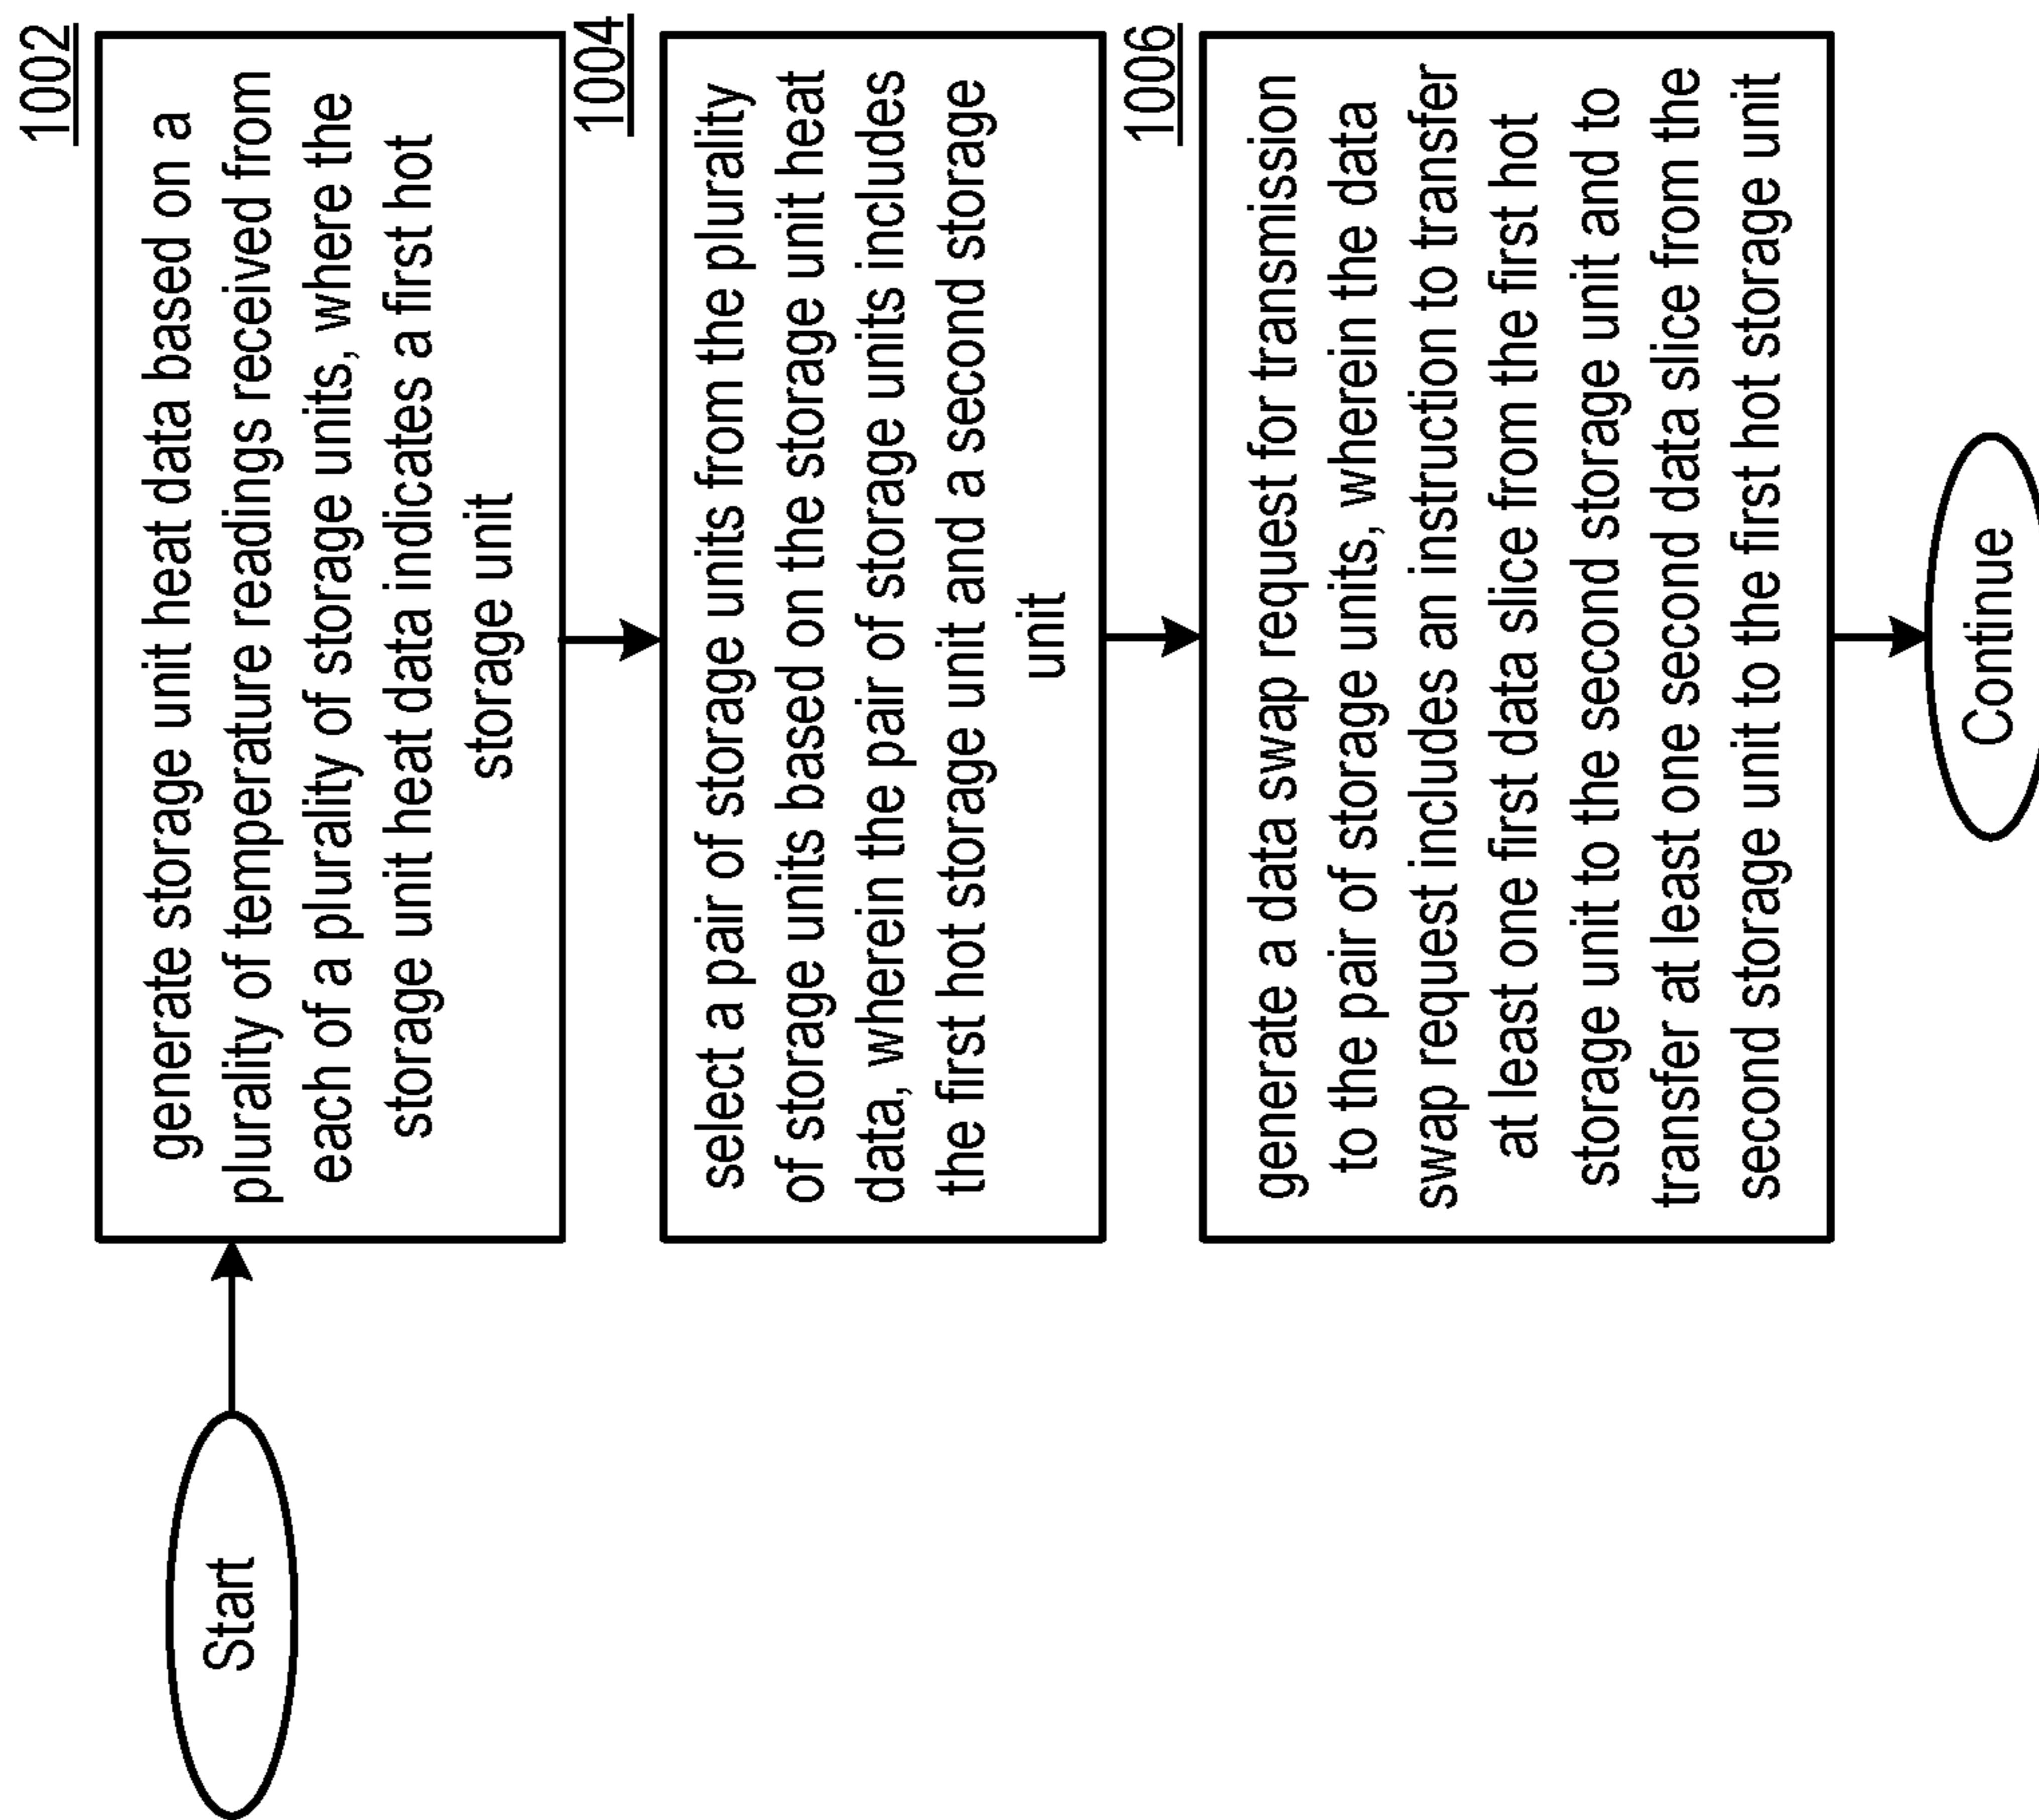 Start
1002
generate storage unit heat data based on a
plurality of temperature readings received from
each of a plurality of storage units, where the
storage unit heat data indicates a first hot
storage unit
1004
select a pair of storage units from the plurality
of storage units based on the storage unit heat
data, wherein the pair of storage units includes
the first hot storage unit and a second storage
unit
1006
generate a data swap request for transmission
to the pair of storage units, wherein the data
swap request includes an instruction to transfer
at least one first data slice from the first hot
storage unit to the second storage unit and to
transfer at least one second data slice from the
second storage unit to the first hot storage unit
Continue